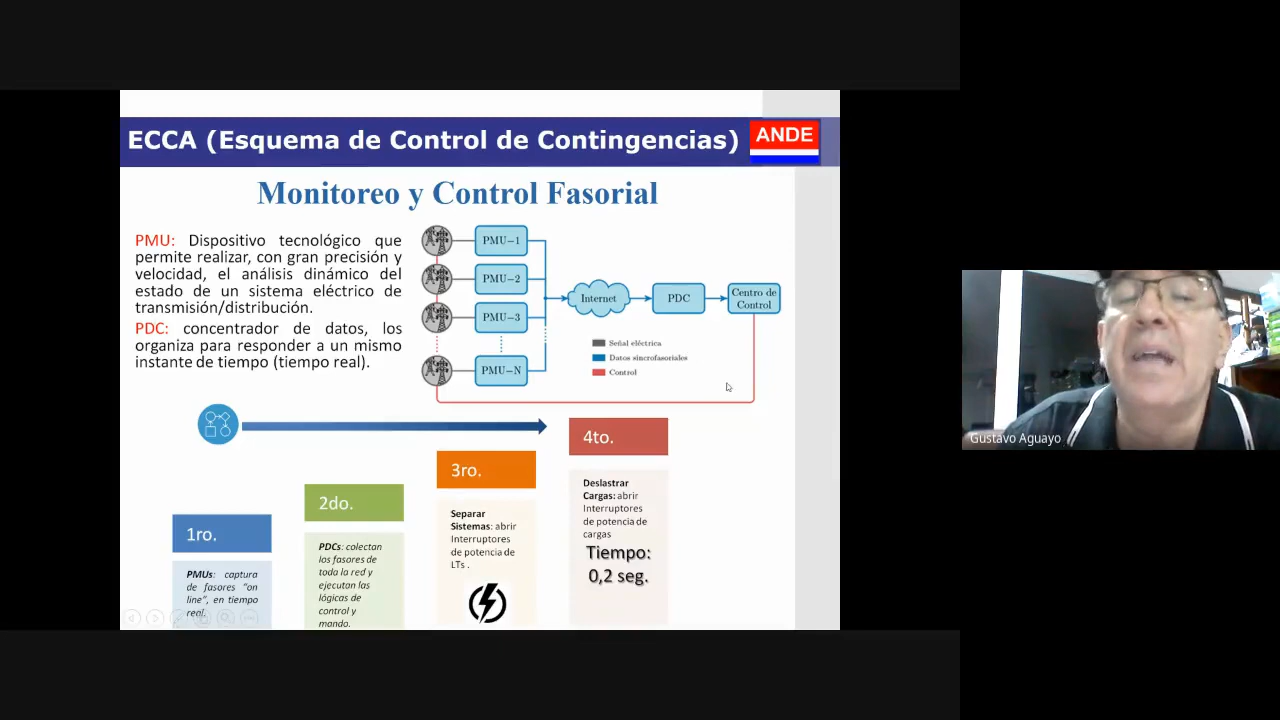 ECCA (Esquema de Control de Contingencias)
ANDE
Monitoreo y Control Fasorial
PMU: Dispositivo tecnológico que
permite realizar, con gran precisión y
velocidad, el análisis dinámico del
estado de un sistema eléctrico de
transmisión/distribución.
PDC: concentrador de datos, los
organiza para responder a un mismo
instante de tiempo (tiempo real).
PMU−1
PMU−2
PMU−3
PMU−N
Internet
PDC
Centro de
Control
Señal eléctrica
Datos sincrofasoriales
Control
1ro.
PMUs: captura
de fasores "on
line", en tiempo
real.
2do.
PDCs: colectan
los fasores de
toda la red y
ejecutan las
lógicas de
control y
mando.
3ro.
Separar
Sistemas: abrir
Interruptores
de potencia de
LTs .
4to.
Deslastrar
Cargas: abrir
Interruptores
de potencia de
cargas
Tiempo:
0,2 seg.
Gustavo Aguayo